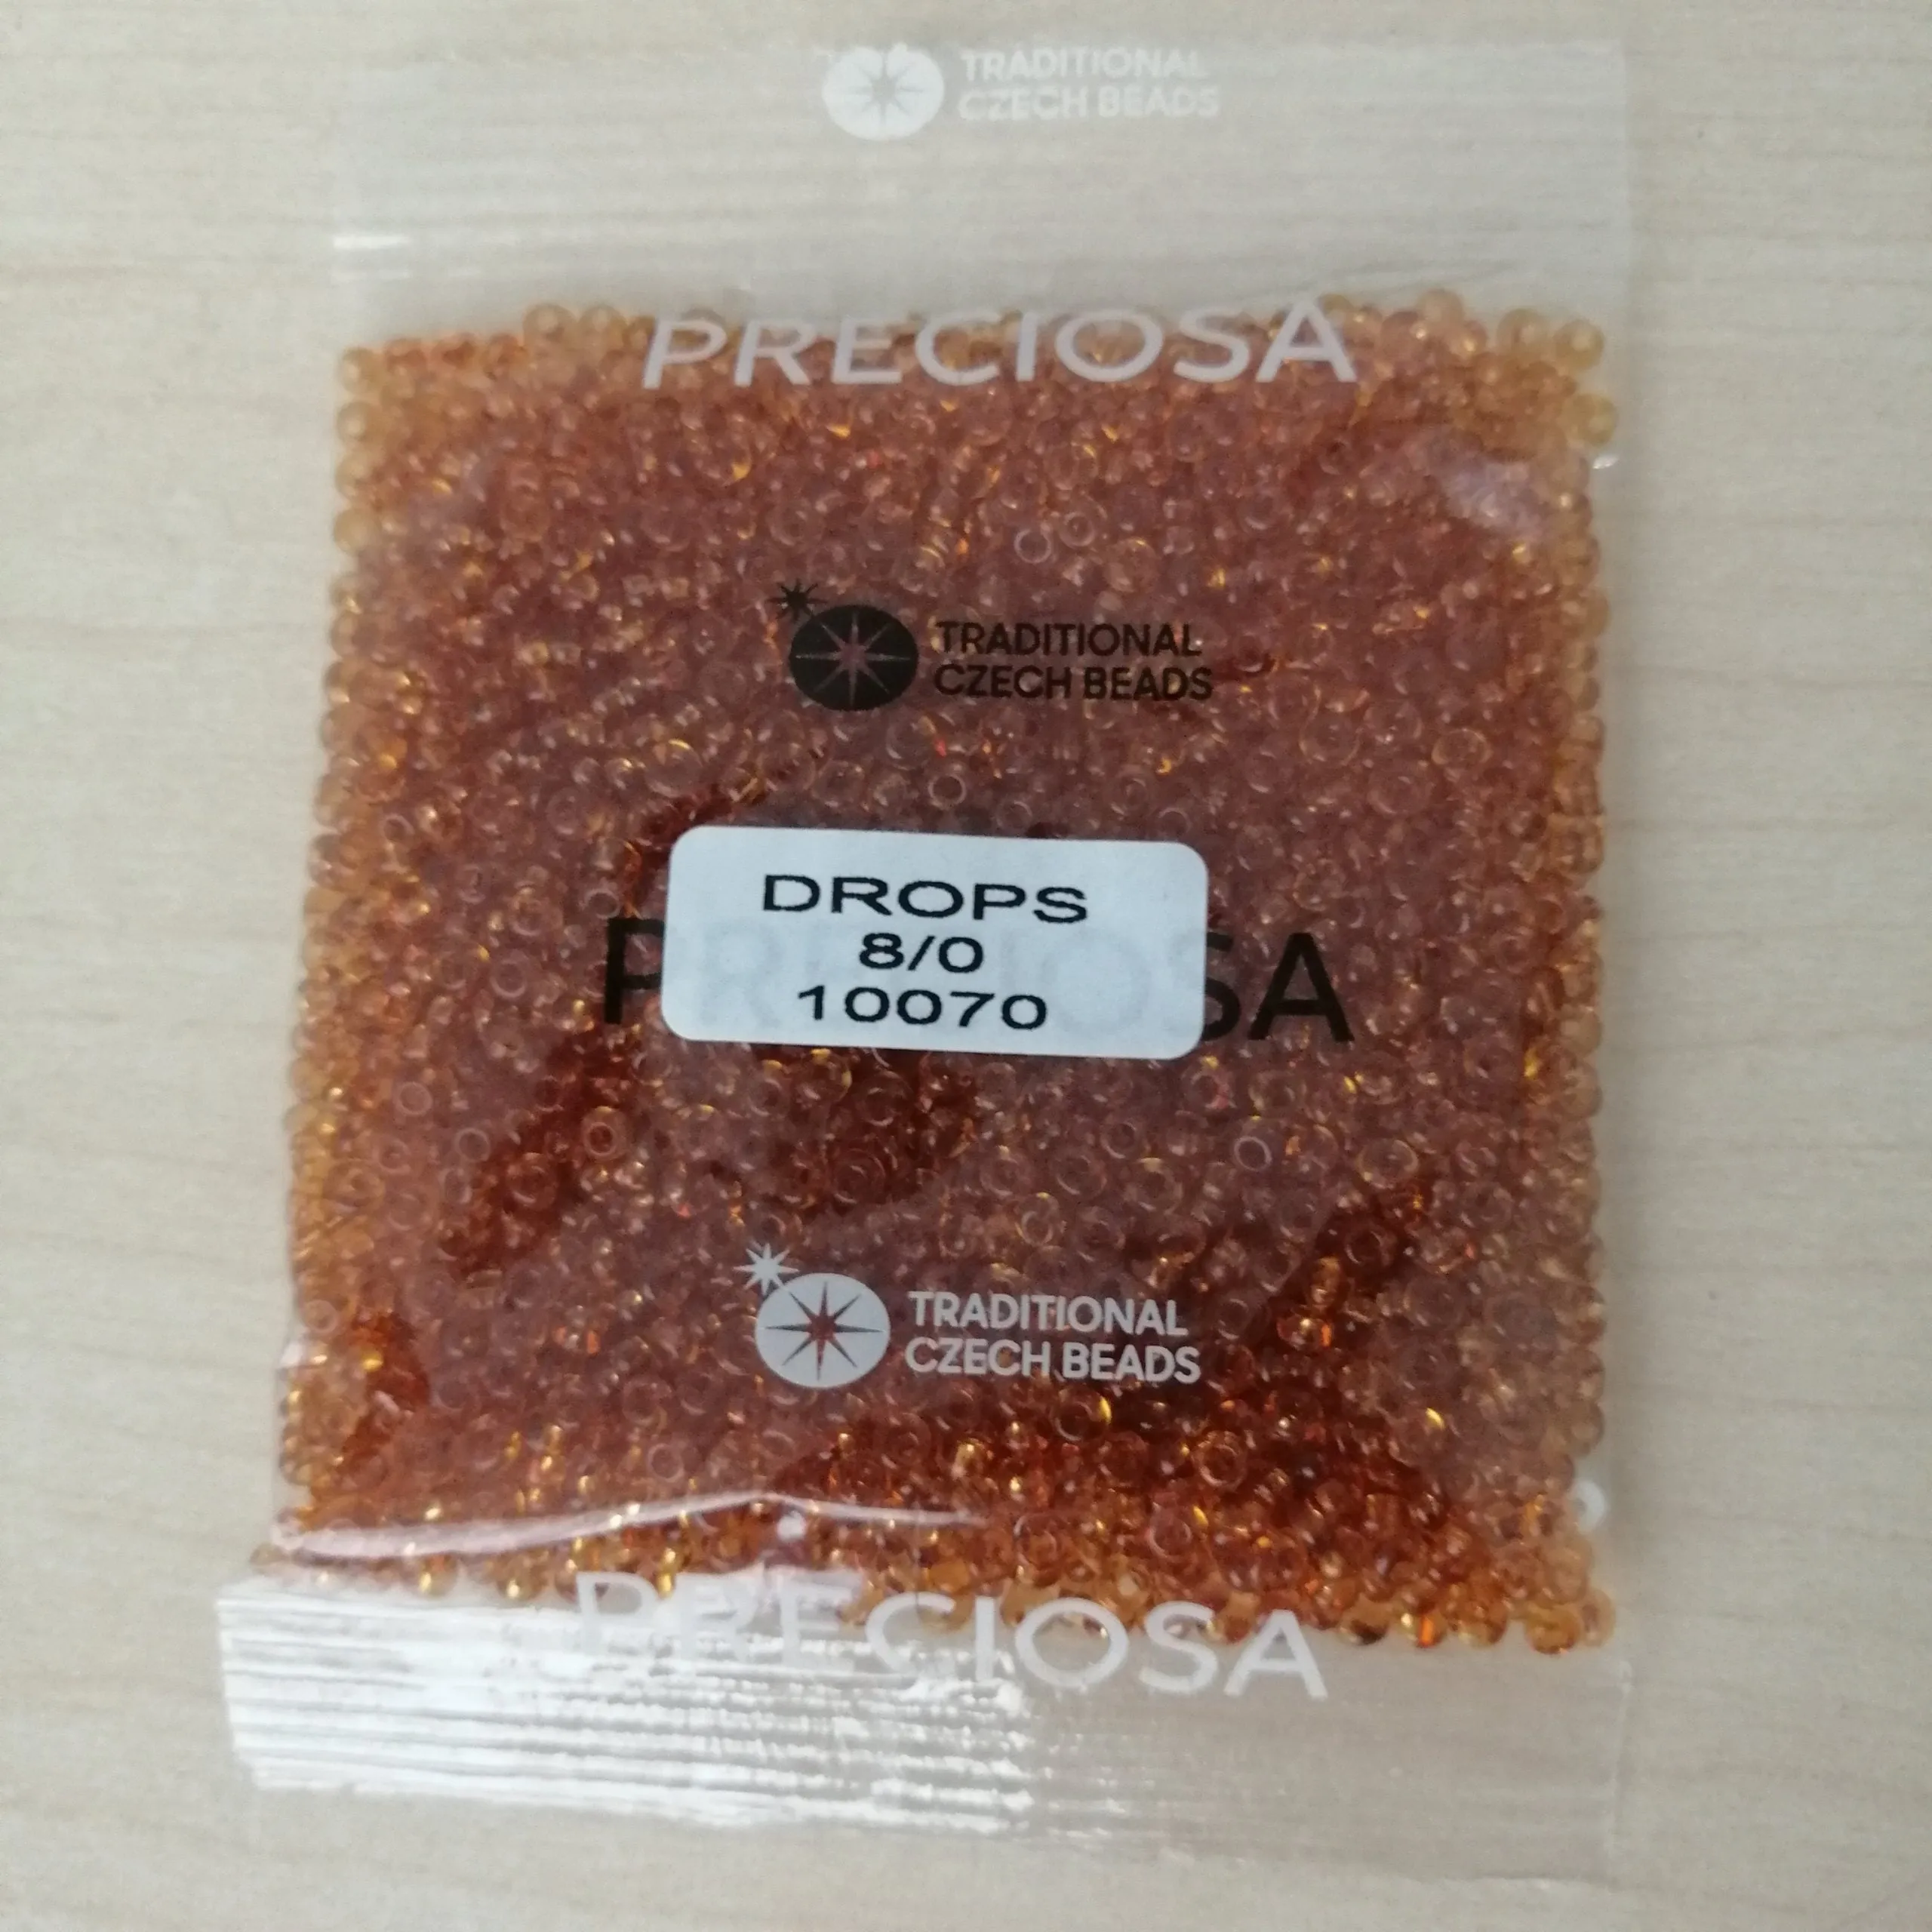 TRADITIONAL
CZECH BEADS
PRECIOSA
TRADITIONAL
CZECH BEADS
DROPS
8/0
10070
PRECIOSA
TRADITIONAL
CZECH BEADS
PRECIOSA